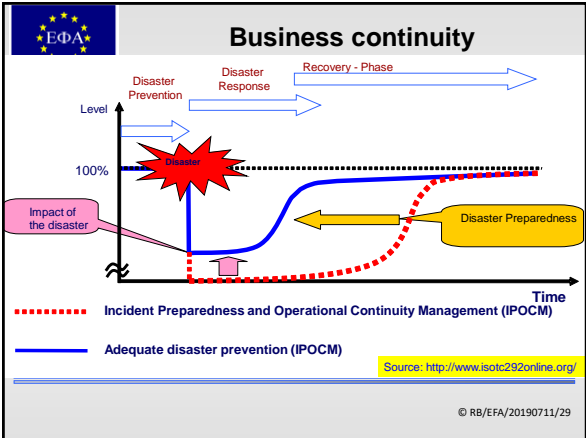 ΕΦΑ
Business continuity
Disaster
Prevention
Disaster
Response
Recovery - Phase
Level
Disaster
100%
Impact of
the disaster
Disaster Preparedness
Time
Incident Preparedness and Operational Continuity Management (IPOCM)
Adequate disaster prevention (IPOCM)
Source: http://www.isotc292online.org/
© RB/EFA/20190711/29